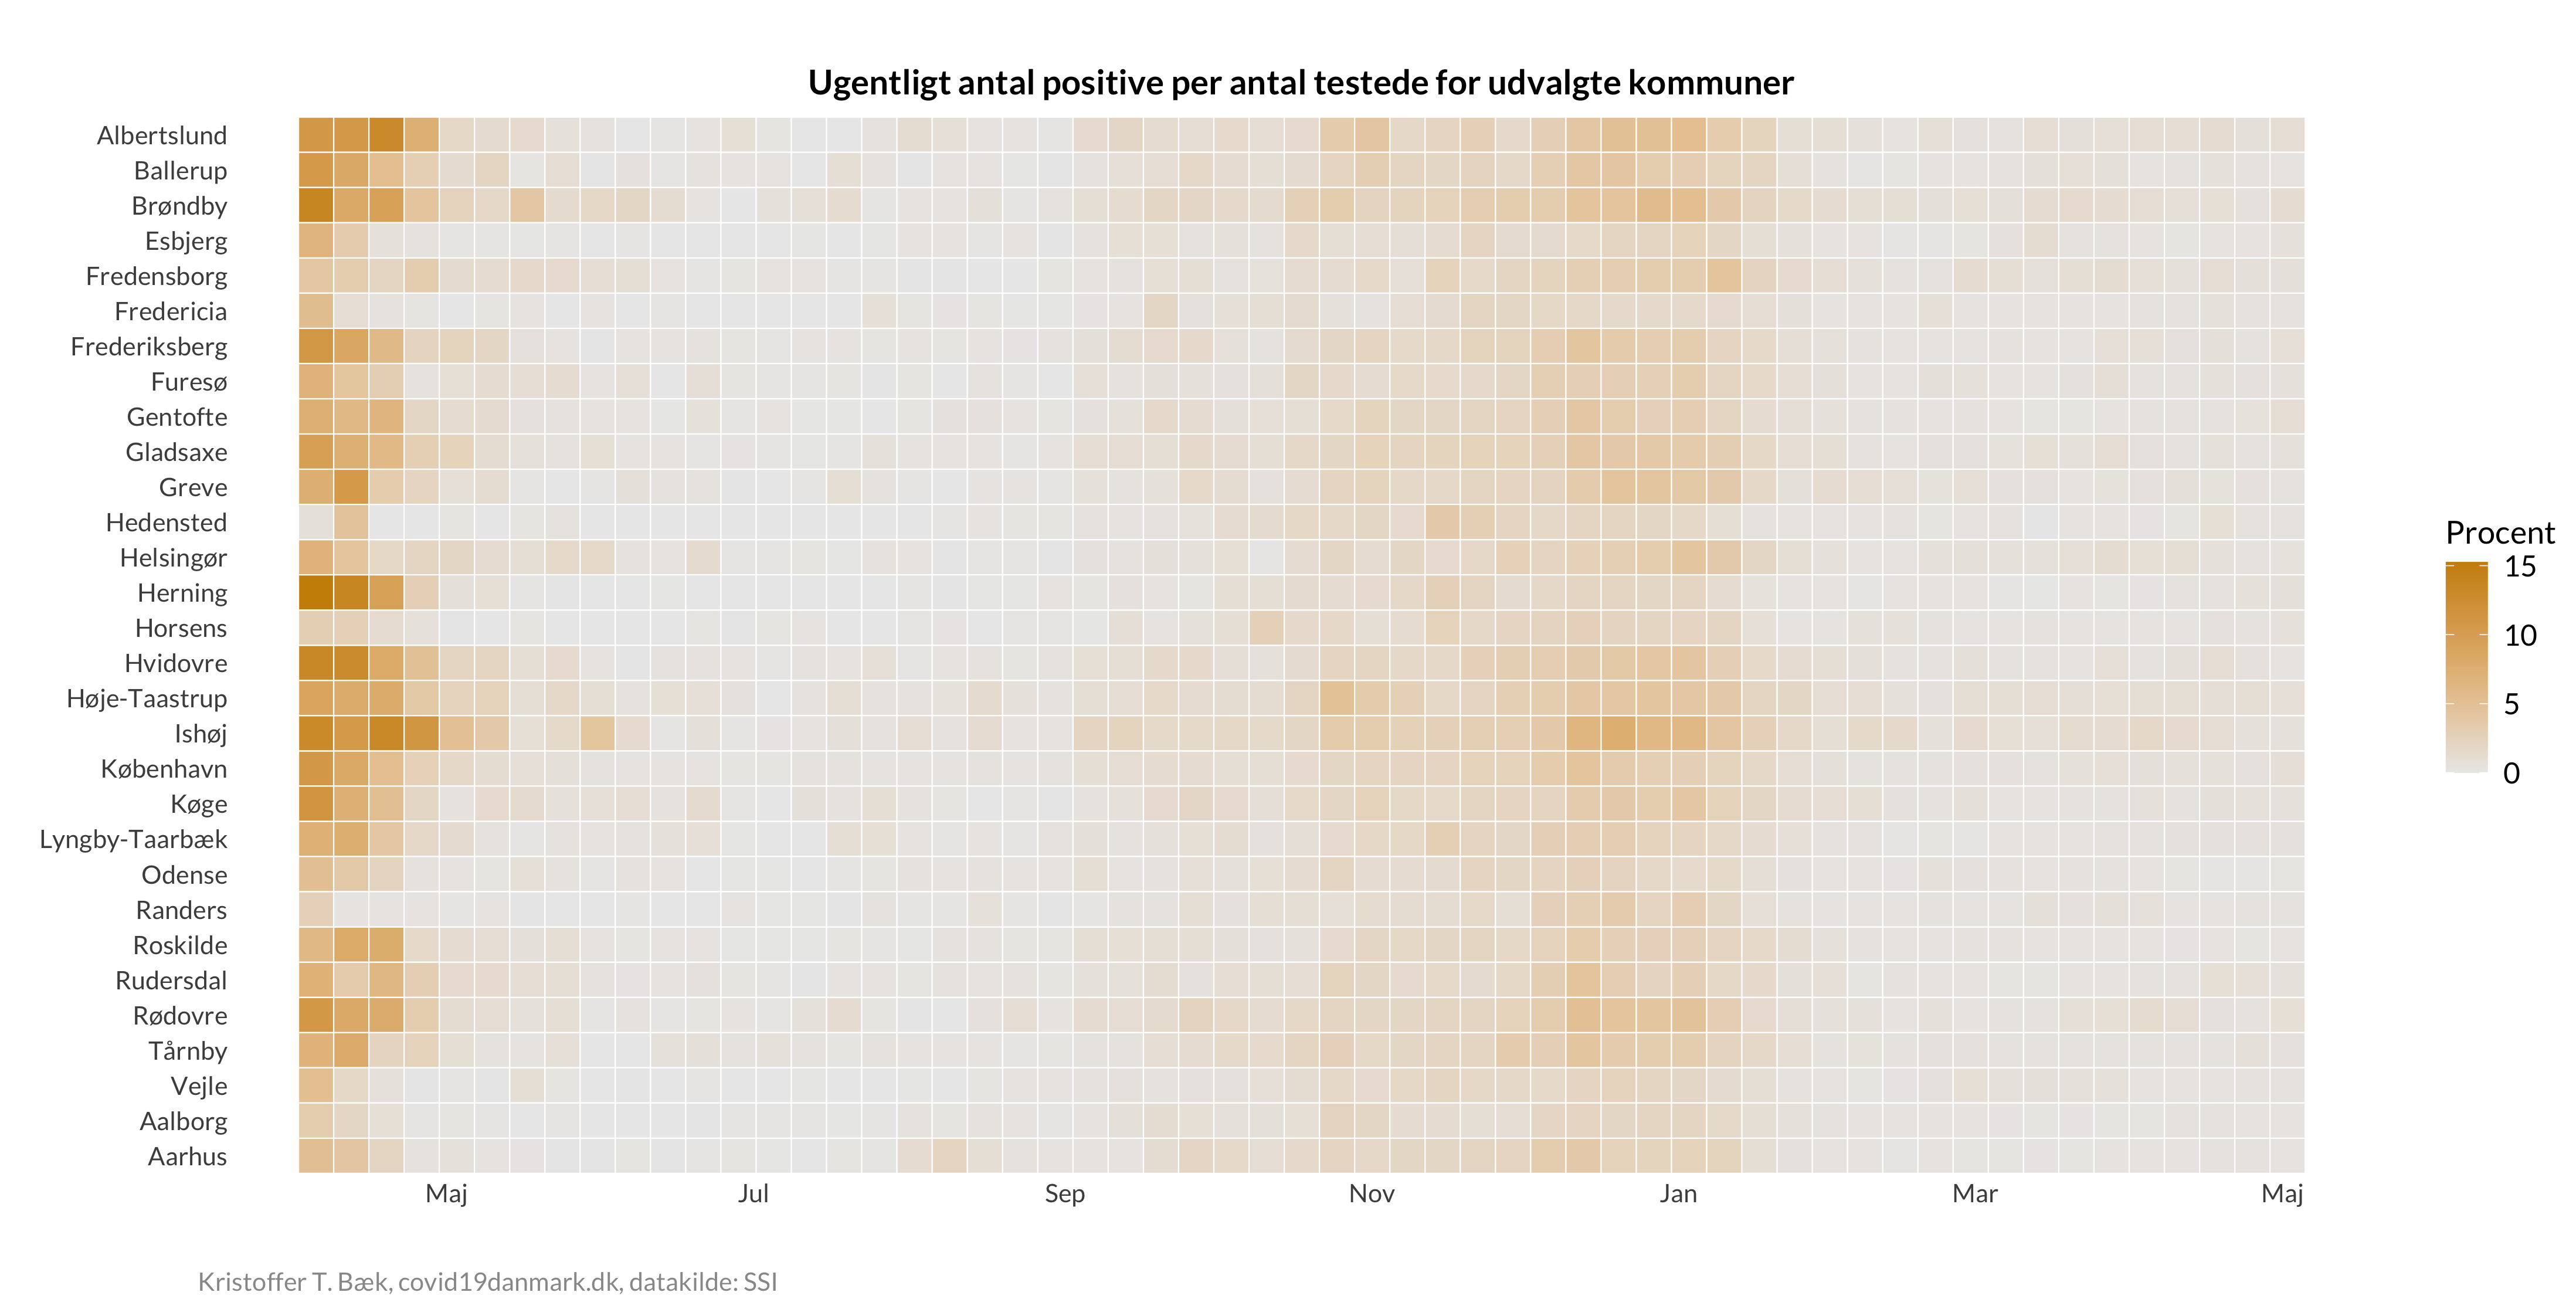 Ugentligt antal positive per antal testede for udvalgte kommuner
Albertslund
Ballerup
Brøndby
Esbjerg
Fredensborg
Fredericia
Frederiksberg
Furesø
Gentofte
Gladsaxe
Greve
Hedensted
Helsingør
Herning
Horsens
Hvidovre
Høje-Taastrup
Ishøj
København
Køge
Lyngby-Taarbæk
Odense
Randers
Roskilde
Rudersdal
Rødovre
Tårnby
Vejle
Aalborg
Aarhus
Maj Jul Sep Nov Jan Mar Maj
Procent
15
10
5
0
Kristoffer T. Bæk, covid19danmark.dk, datakilde: SSI